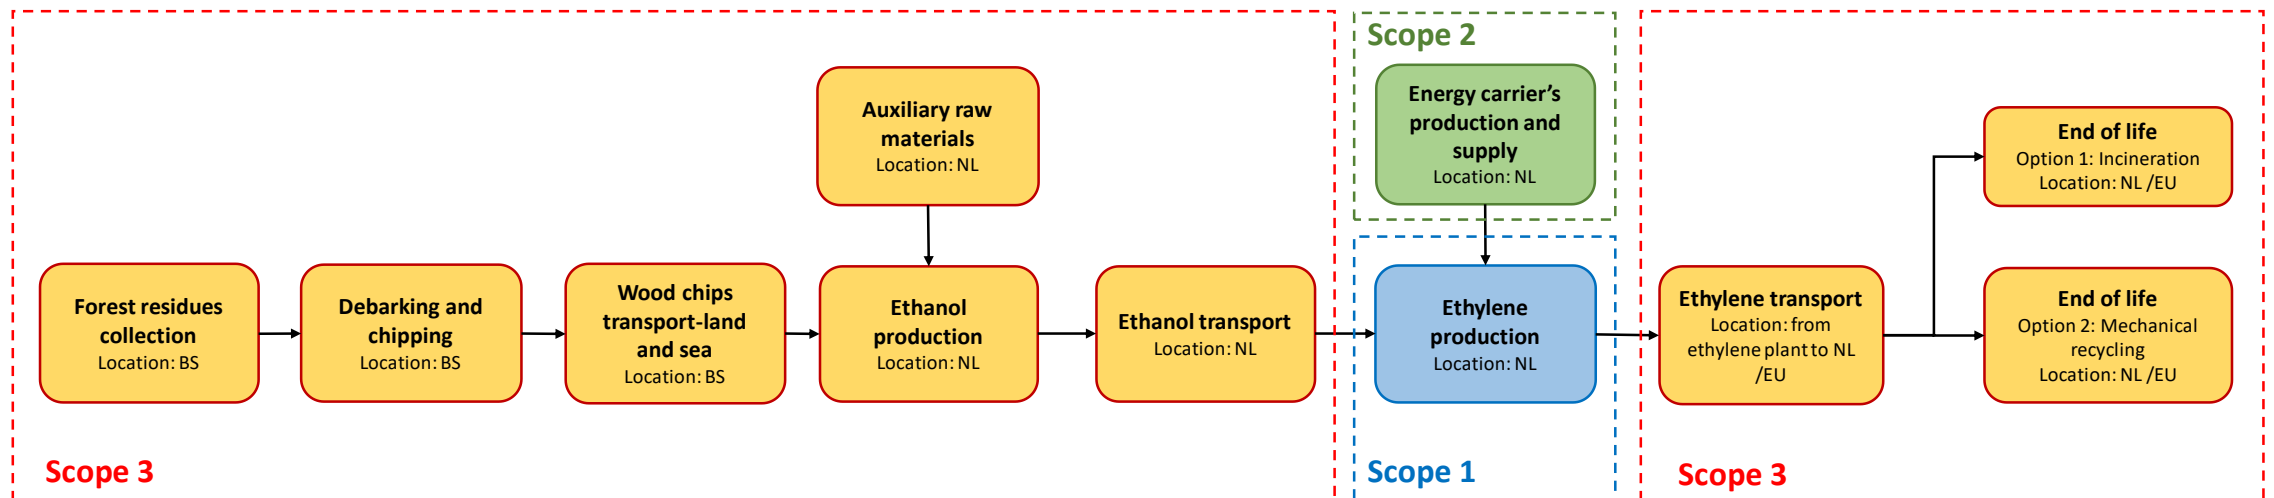 Scope 2
Auxiliary raw
materials
Location: NL
Energy carier's
production and
supply
Location: NL
End of life
Option 1: Incineration
Location: NL /EU
Forest residues
collection
Location: BS
Debarking and
chipping
Location: BS
Wood chips
transport-land
and sea
Location: BS
Ethanol
production
Location: NL
Ethanol transport
Location: NL
Ethylene
production
Location: NL
Ethylene transport
Location: from
ethylene plant to NL
/EU
End of life
Option 2: Mechanical
recycling
Location: NL /EU
Scope 3
Scope 1
Scope 3